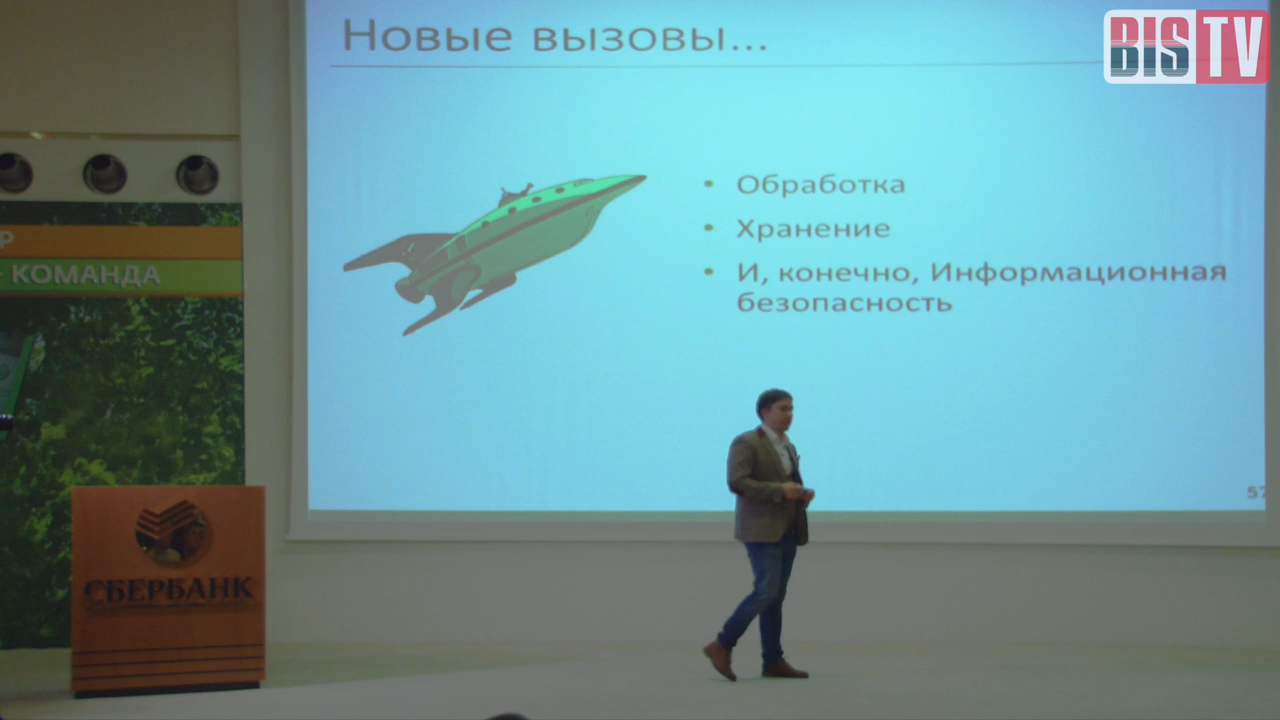 Новые вызовы...
BIS TV
• Обработка
• Хранение
• И, конечно, Информационная
безопасность
Р
КОМАНДА
57
СБЕРБАНК